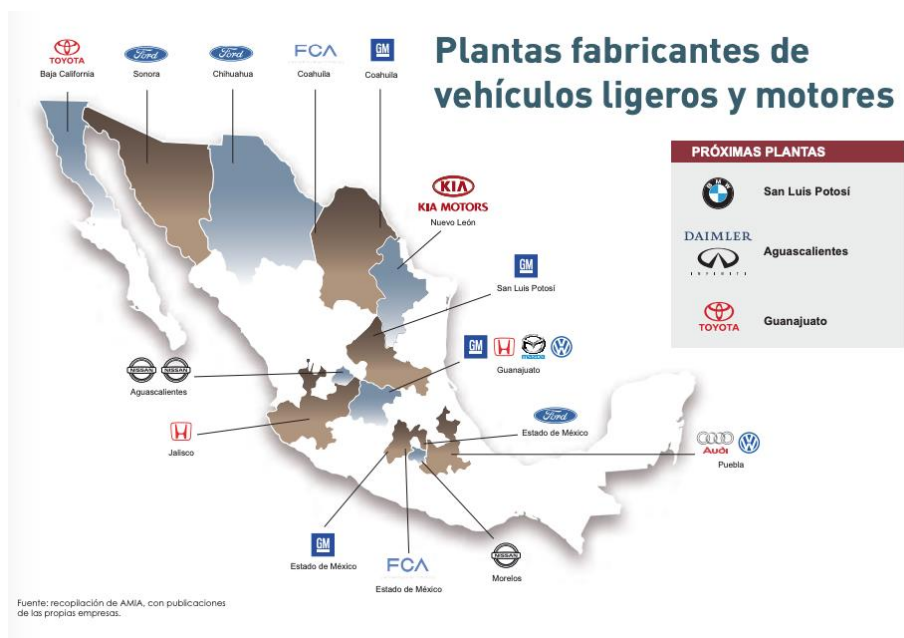 Plantas fabricantes de
vehículos ligeros y motores
TOYOTA
Baja California
Ford
Sonora
Ford
Chihuahua
FCA
Coahuila
GM
Coahuila
PRÓXIMAS PLANTAS
BMW
San Luis Potosí
DAIMLER
INFINITI
Aguascalientes
TOYOTA
Guanajuato
KIA
KIA MOTORS
Nuevo León
GM
San Luis Potosí
GM
mazda
Guanajuato
NISSAN NISSAN
Aguascalientes
Jalisco
Ford
Estado de México
Audi
Puebla
GM
Estado de México
FCA
Estado de México
NISSAN
Morelos
Fuente: recopilación de AMIA, con publicaciones
de las propias empresas.